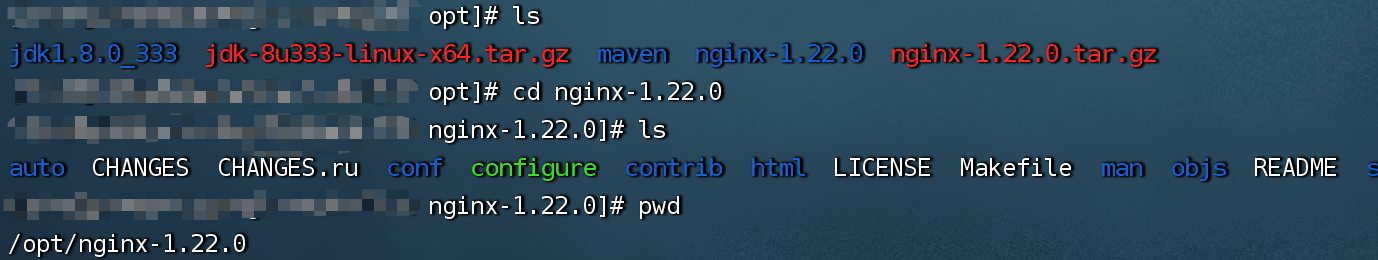 opt]# ls
jdk1.8.0_333 jdk-8u333-linux-x64.tar.gz maven nginx-1.22.0 nginx-1.22.0.tar.gz
opt]# cd nginx-1.22.0
nginx-1.22.0]# ls
auto CHANGES CHANGES.ru conf configure contrib html LICENSE Makefile man objs README
nginx-1.22.0]# pwd
/opt/nginx-1.22.0